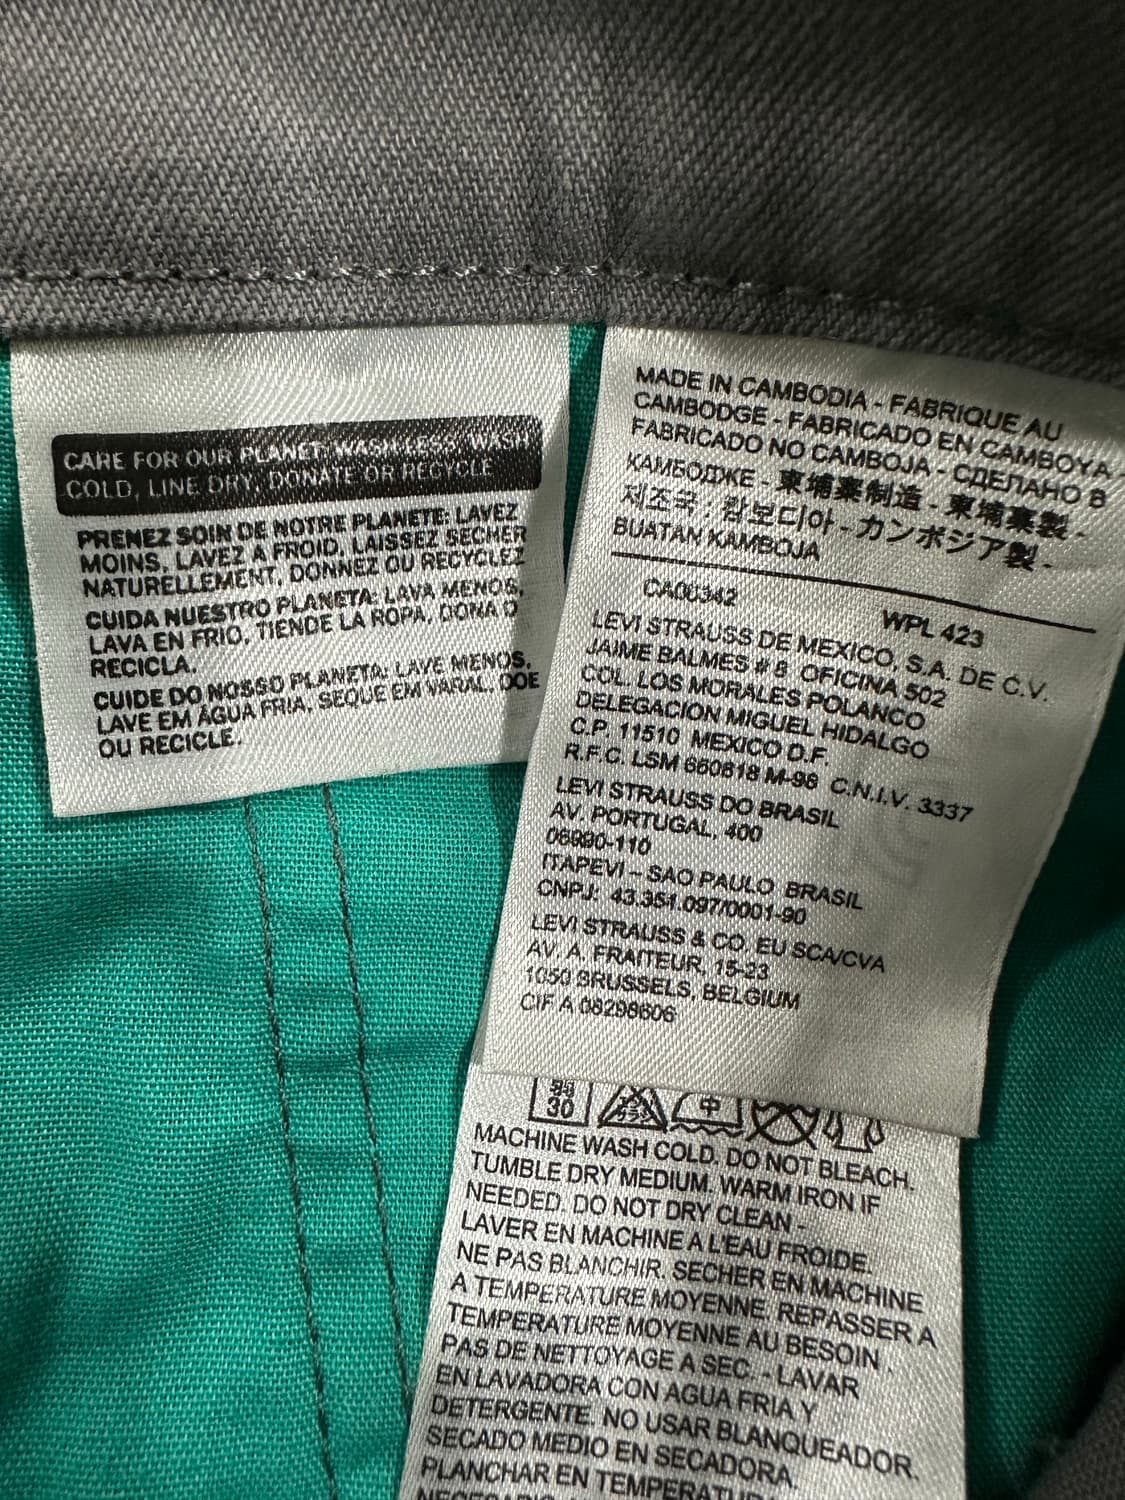 CARE FOR OUR PLANET: WASH LESS, WASH
COLD, LINE DRY, DONATE OR RECYCLE
PRENEZ SOIN DE NOTRE PLANETE: LAVEZ
MOINS, LAVEZ A FROID, LAISSEZ SECHER
NATURELLEMENT, DONNEZ OU RECYCLEZ
CUIDA NUESTRO PLANETA: LAVA MENOS,
LAVA EN FRIO, TIENDE LA ROPA, DONA O
RECICLA.
CUIDE DO NOSSO PLANETA: LAVE MENOS,
LAVE EM ÁGUA FRIA, SEQUE EM VARAL, DOE
OU RECICLE.
MADE IN CAMBODIA - FABRIQUE AU
CAMBODGE - FABRICADO EN CAMBOYA -
FABRICADO NO CAMBOJA - СДЕЛАНО В
КАМБОДЖЕ - 東埔寨制造 - 東埔寨製 -
제조국 : 캄보디아 - カンボジア製 -
BUATAN KAMBOJA
CA00342 WPL 423
LEVI STRAUSS DE MEXICO, S.A. DE C.V.
JAIME BALMES # 8 OFICINA 502
COL. LOS MORALES POLANCO
DELEGACION MIGUEL HIDALGO
C.P. 11510 MEXICO D.F.
R.F.C. LSM 660618 M-98 C.N.I.V. 3337
LEVI STRAUSS DO BRASIL
AV. PORTUGAL, 400
06690-110
ITAPEVI – SAO PAULO BRASIL
CNPJ: 43.351.097/0001-90
LEVI STRAUSS & CO. EU SCA/CVA
AV. A. FRAITEUR, 15-23
1050 BRUSSELS, BELGIUM
CIF A 08298606
30 中
MACHINE WASH COLD. DO NOT BLEACH.
TUMBLE DRY MEDIUM. WARM IRON IF
NEEDED. DO NOT DRY CLEAN -
LAVER EN MACHINE A L'EAU FROIDE.
NE PAS BLANCHIR. SECHER EN MACHINE
A TEMPERATURE MOYENNE. REPASSER A
TEMPERATURE MOYENNE AU BESOIN .
PAS DE NETTOYAGE A SEC. - LAVAR
EN LAVADORA CON AGUA FRIA Y
DETERGENTE. NO USAR BLANQUEADOR.
SECADO MEDIO EN SECADORA.
PLANCHAR EN TEMPERATURA